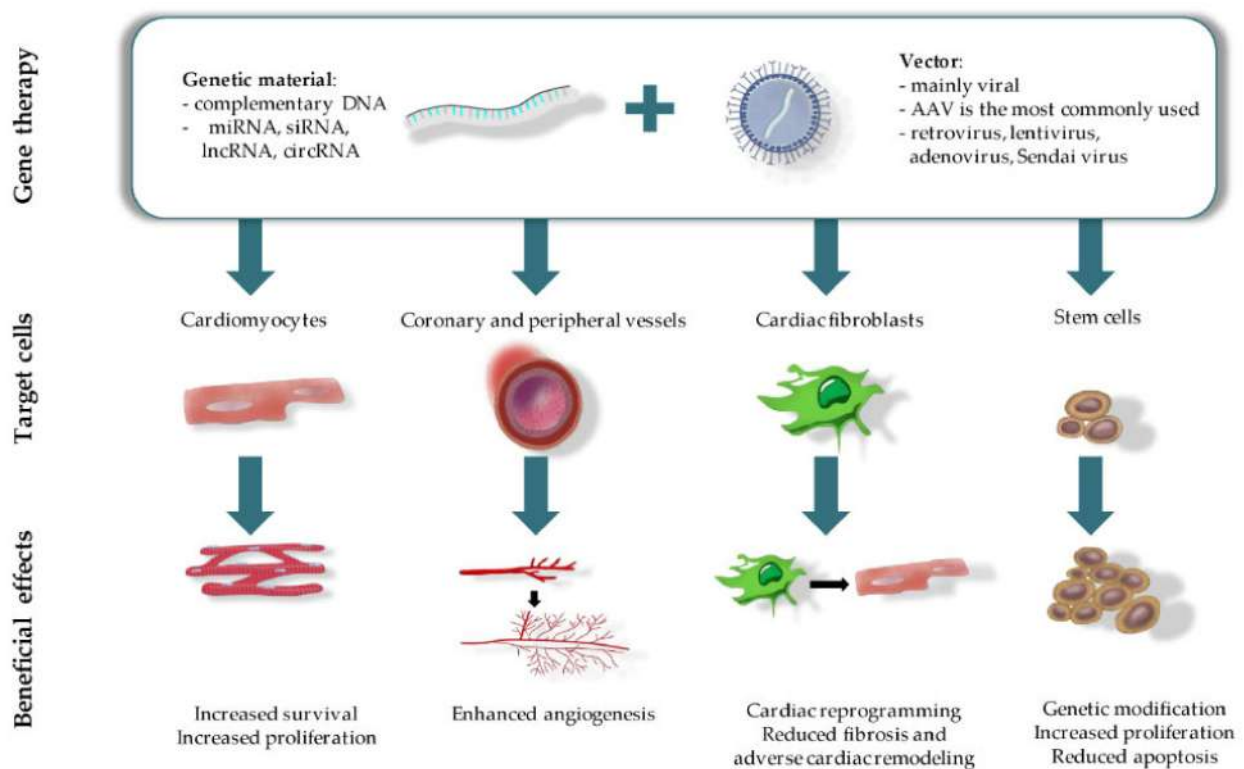 Gene therapy
Genetic material:
- complementary DNA
- miRNA, siRNA,
lncRNA, circRNA
Vector:
- mainly viral
- AAV is the most commonly used
- retrovirus, lentivirus,
adenovirus, Sendai virus
Target cells
Cardiomyocytes
Coronary and peripheral vessels
Cardiac fibroblasts
Stem cells
Beneficial effects
Increased survival
Increased proliferation
Enhanced angiogenesis
Cardiac reprogramming
Reduced fibrosis and
adverse cardiac remodeling
Genetic modification
Increased proliferation
Reduced apoptosis